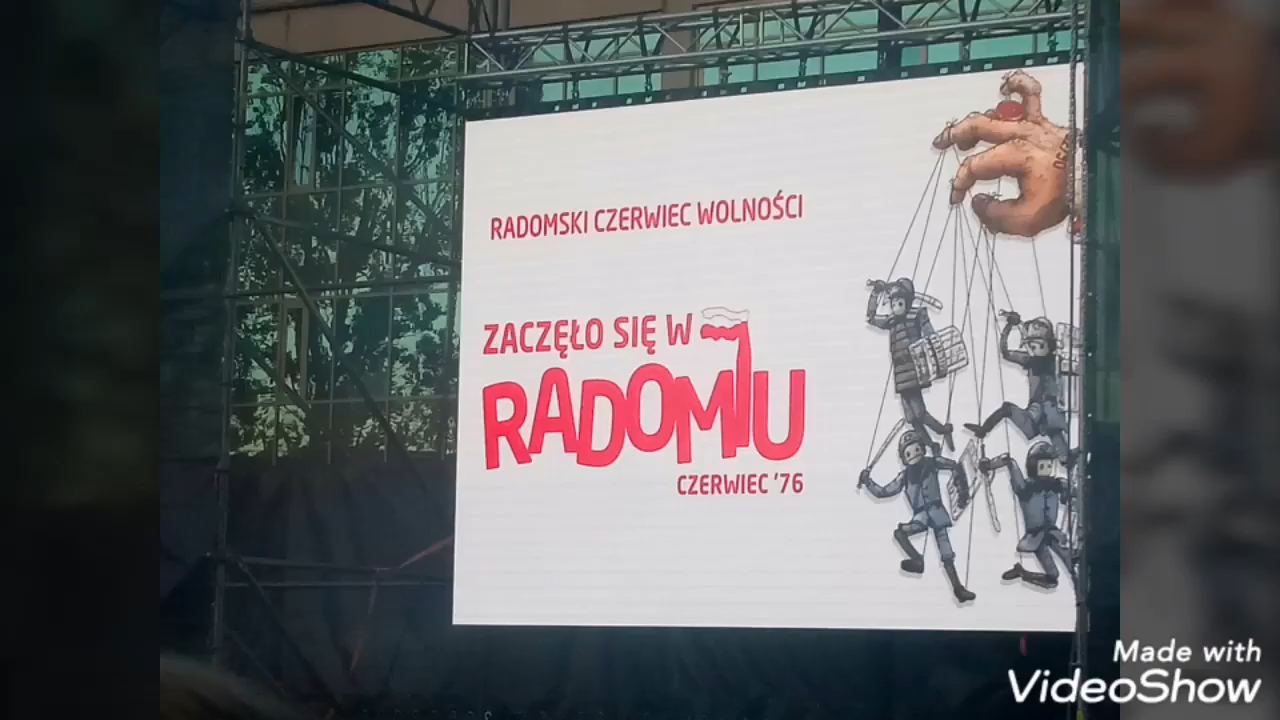 RADOMSKI CZERWIEC WOLNOŚCI
ZACZĘŁO SIĘ W
RADOMIU
CZERWIEC '76
Made with
VideoShow